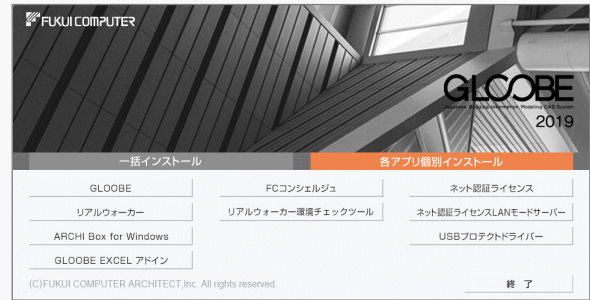 FUKUI COMPUTER
GLOOBE
Japanese Building Information Modeling CAD System
2019
一括インストール
各アプリ個別インストール
GLOOBE
FCコンシェルジュ
ネット認証ライセンス
リアルウォーカー
リアルウォーカー環境チェックツール
ネット認証ライセンスLANモードサーバー
ARCHI Box for Windows
USBプロテクトドライバー
GLOOBE EXCEL アドイン
(C)FUKUI COMPUTER ARCHITECT,Inc. All rights reserved.
終 了